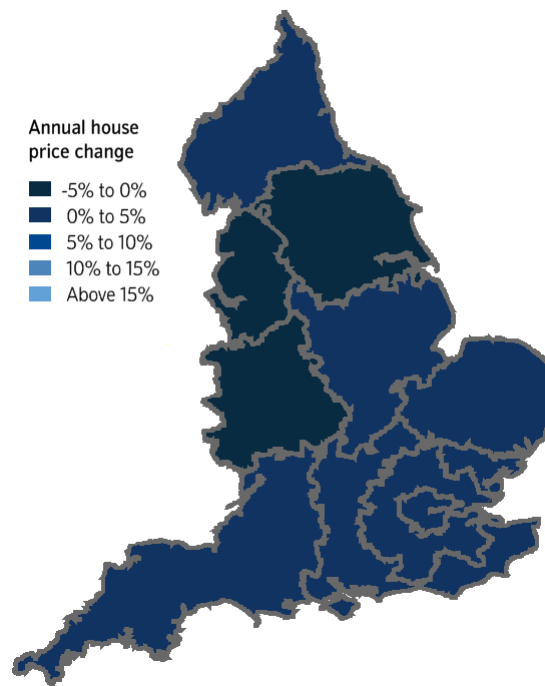 Annual house
price change
-5% to 0%
0% to 5%
5% to 10%
10% to 15%
Above 15%